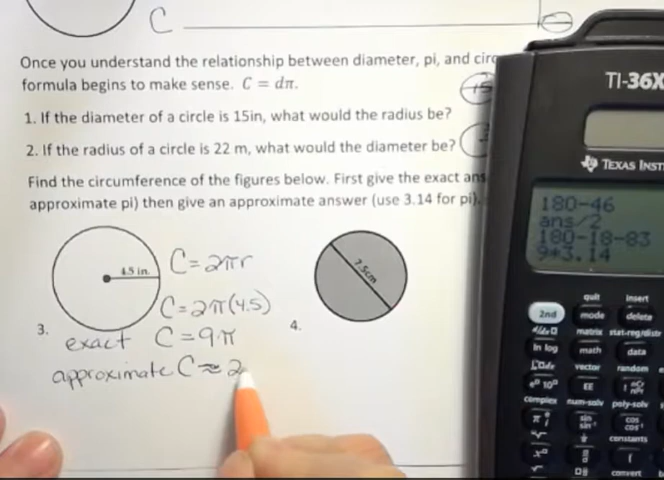 C
Once you understand the relationship between diameter, pi, and
formula begins to make sense. C = dπ.
1. If the diameter of a circle is 15in, what would the radius be?
2. If the radius of a circle is 22 m, what would the diameter be?
Find the circumference of the figures below. First give the exact
approximate pi) then give an approximate answer (use 3.14 for pi).
4.5 in.
C=2πr
C=2π(4.5)
3.
exact C=9π
approximate C≈2
7.5cm
4.
TI-36X
TEXAS
180-46
ans/2
180-18-83
9*3.14
quit insert
2nd mode delete
matrix stat-reg/distr
ln log math data
vector random
EE
complex num-solv poly-solv
π sin cos
sin⁻¹ cos⁻¹
constants
(
convert